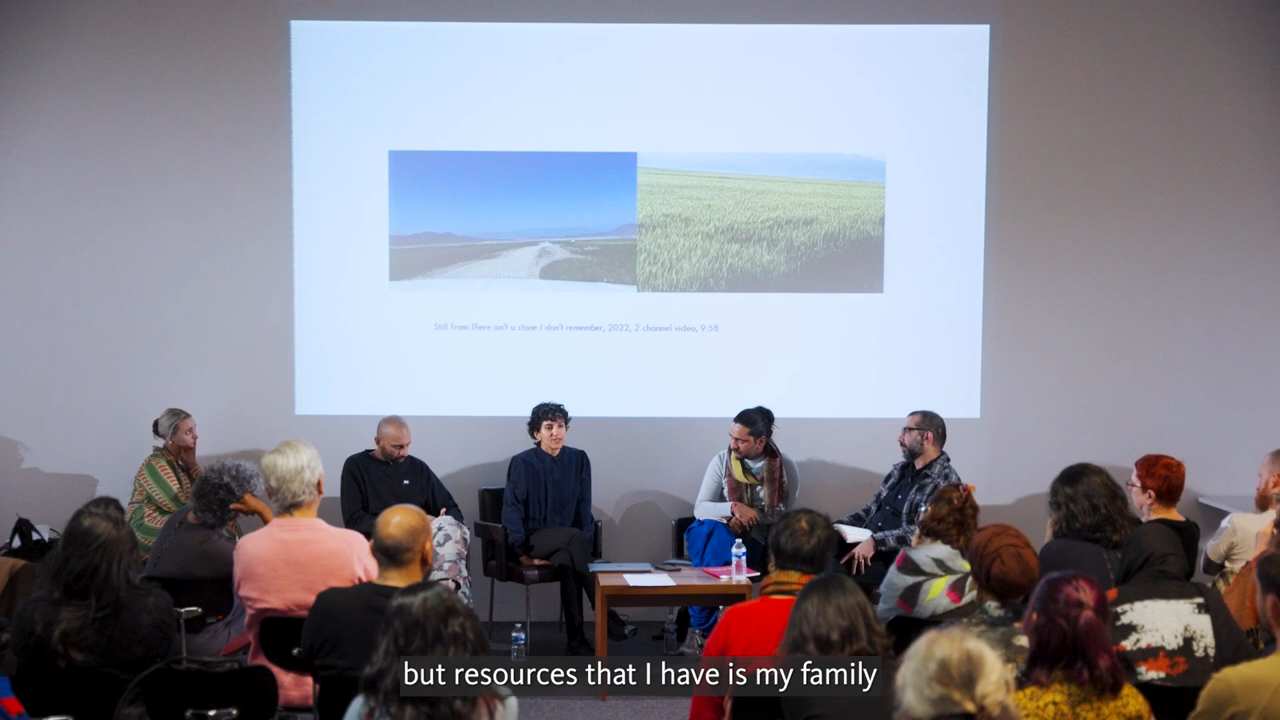 Still from There isn't a stone I don't remember, 2022, 2 channel video, 9:58
but resources that I have is my family